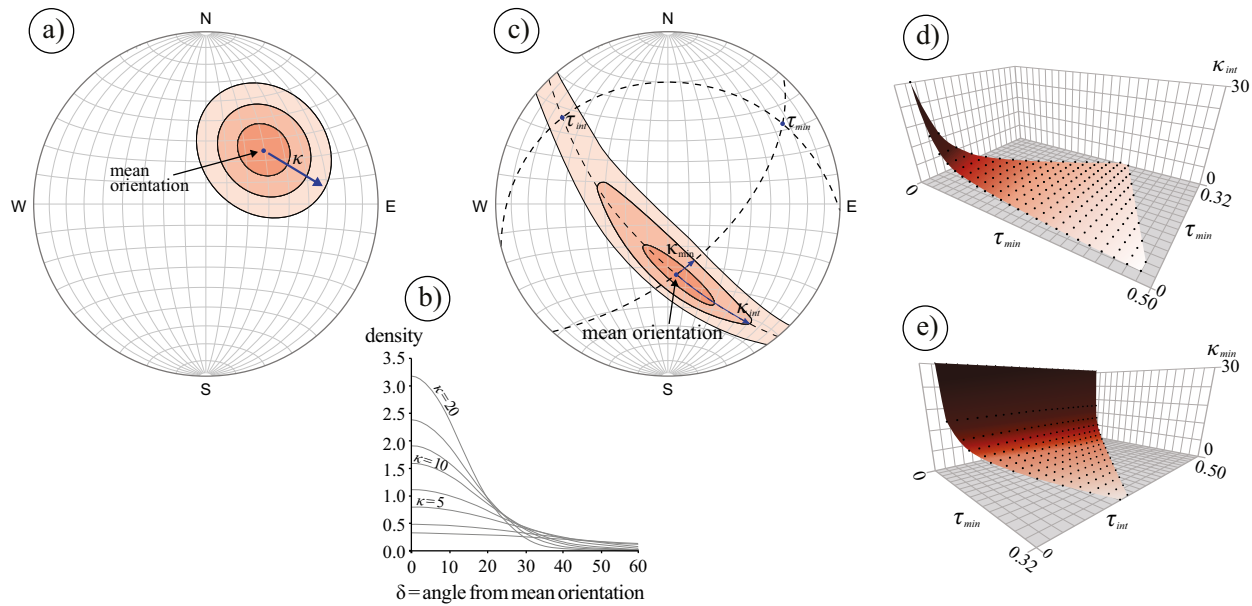 a)
N
W
E
S
mean
orientation
κ
b)
density
3.5
3.0
2.5
2.0
1.5
1.0
0.5
0.0
κ=20
κ=10
κ=5
0 10 20 30 40 50 60
δ = angle from mean orientation
c)
N
W
E
S
τint
τmin
κmin
κint
mean orientation
d)
κint
30
0
0.32
0
τmin
τmin
0
0.50
e)
κmin
30
0
0.50
0
τmin
τint
0
0.32